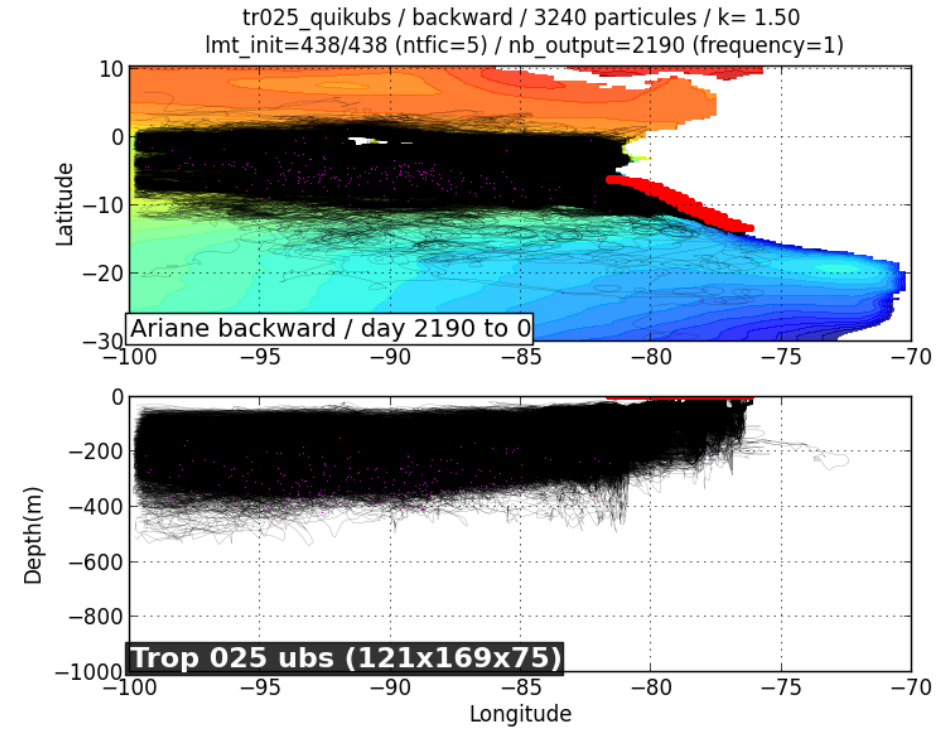 tr025_quikubs / backward / 3240 particules / k= 1.50
lmt_init=438/438 (ntfic=5) / nb_output=2190 (frequency=1)
10
0
−10
−20
−30
Latitude
Ariane backward / day 2190 to 0
−100 −95 −90 −85 −80 −75 −70
0
−200
−400
−600
−800
−1000
Depth(m)
Trop 025 ubs (121x169x75)
−100 −95 −90 −85 −80 −75 −70
Longitude